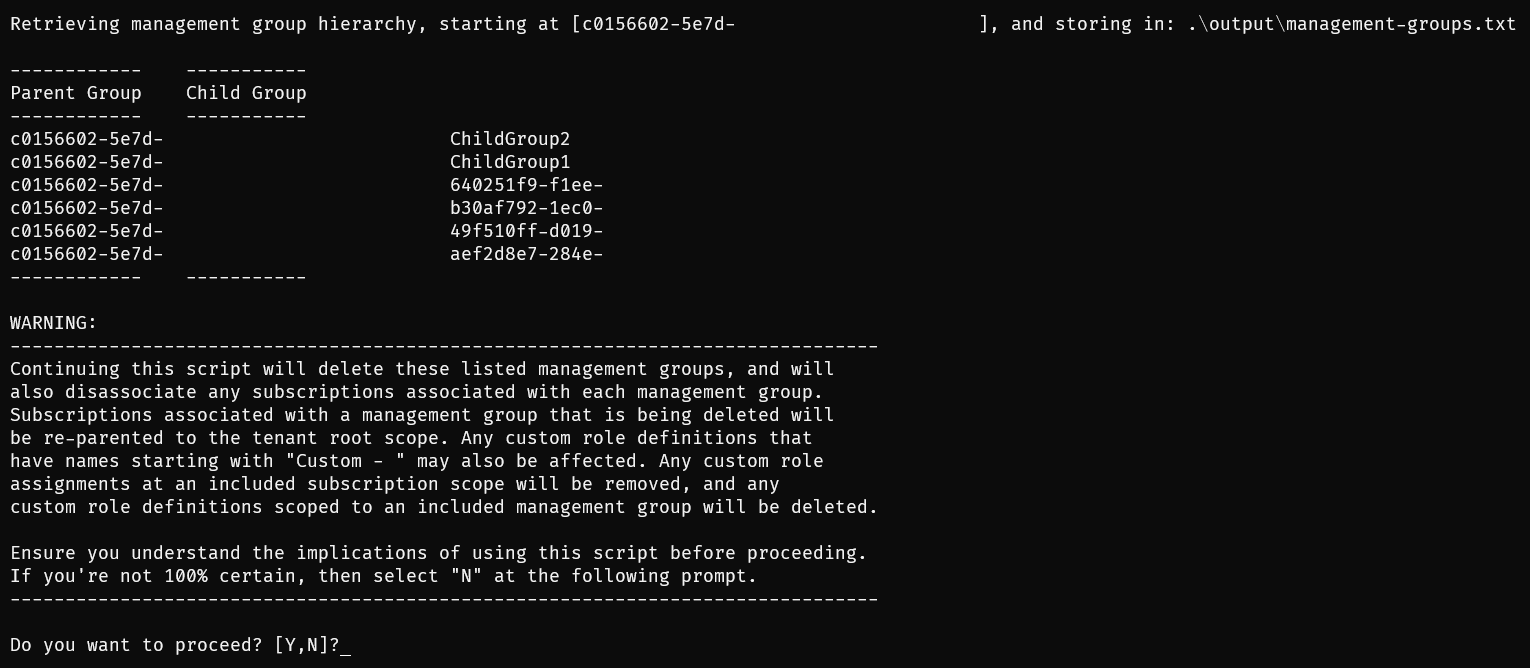 Retrieving management group hierarchy, starting at [c0156602-5e7d-                      ], and storing in: .\output\management-groups.txt
------------    -----------
Parent Group    Child Group
------------    -----------
c0156602-5e7d-                          ChildGroup2
c0156602-5e7d-                          ChildGroup1
c0156602-5e7d-                          640251f9-f1ee-
c0156602-5e7d-                          b30af792-1ec0-
c0156602-5e7d-                          49f510ff-d019-
c0156602-5e7d-                          aef2d8e7-284e-
------------    -----------
WARNING:
-------------------------------------------------------------------------------
Continuing this script will delete these listed management groups, and will
also disassociate any subscriptions associated with each management group.
Subscriptions associated with a management group that is being deleted will
be re-parented to the tenant root scope. Any custom role definitions that
have names starting with "Custom - " may also be affected. Any custom role
assignments at an included subscription scope will be removed, and any
custom role definitions scoped to an included management group will be deleted.
Ensure you understand the implications of using this script before proceeding.
If you're not 100% certain, then select "N" at the following prompt.
-------------------------------------------------------------------------------
Do you want to proceed? [Y,N]?_